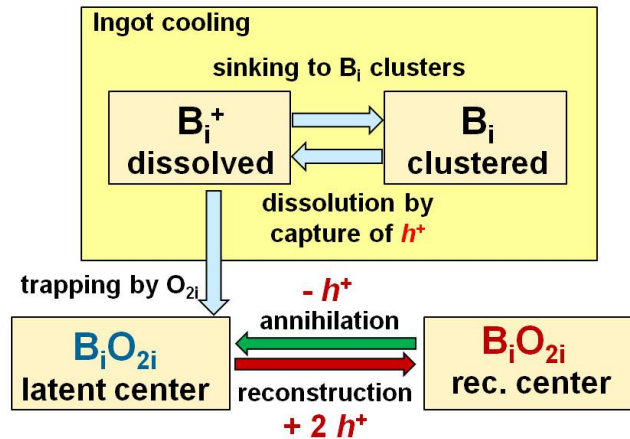 Ingot cooling
sinking to Bᵢ clusters
Bᵢ⁺
dissolved
Bᵢ
clustered
dissolution by
capture of h⁺
trapping by O₂ᵢ
- h⁺
annihilation
BᵢO₂ᵢ
latent center
BᵢO₂ᵢ
rec. center
reconstruction
+ 2 h⁺